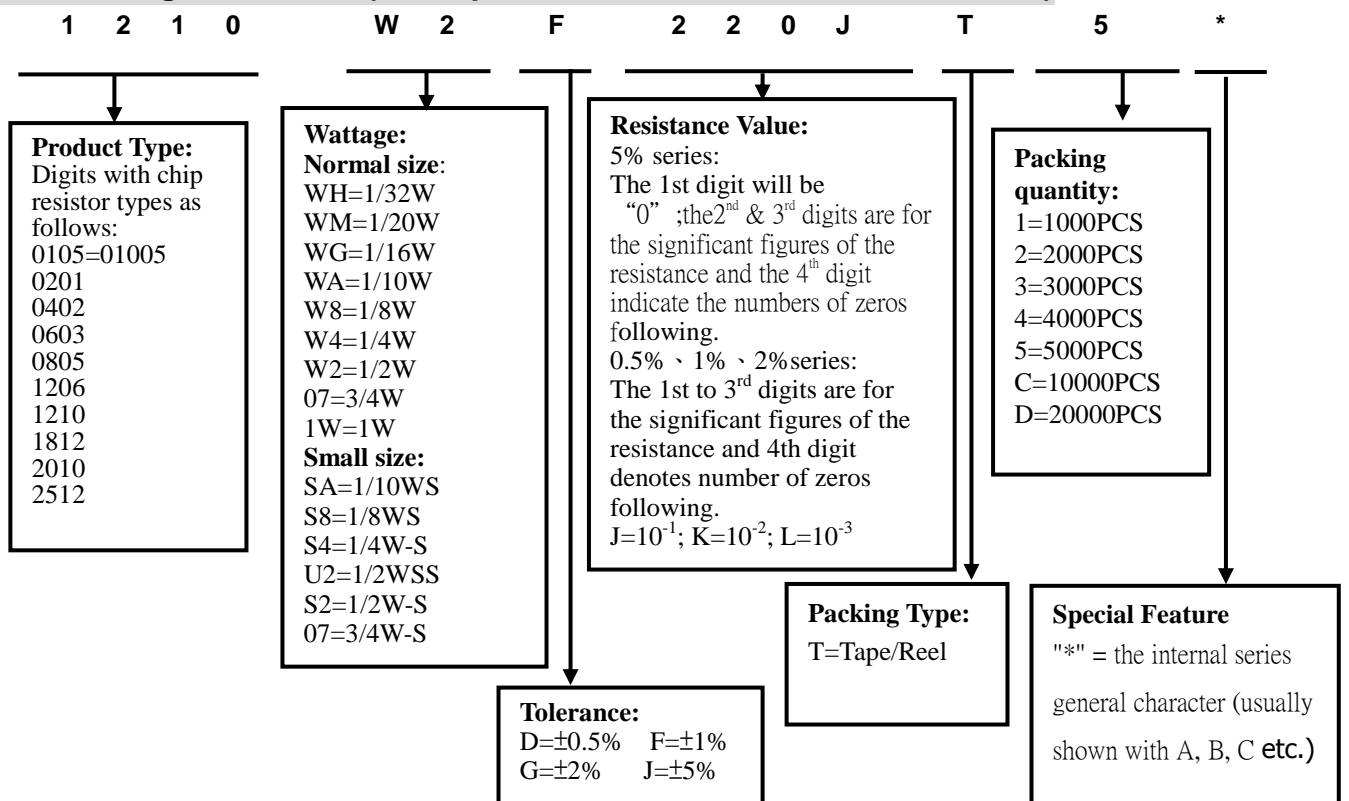 1 2 1 0 W 2 F 2 2 0 J T 5 *
Product Type:
Digits with chip
resistor types as
follows:
0105=01005
0201
0402
0603
0805
1206
1210
1812
2010
2512
Wattage:
Normal size:
WH=1/32W
WM=1/20W
WG=1/16W
WA=1/10W
W8=1/8W
W4=1/4W
W2=1/2W
07=3/4W
1W=1W
Small size:
SA=1/10WS
S8=1/8WS
S4=1/4W-S
U2=1/2WSS
S2=1/2W-S
07=3/4W-S
Resistance Value:
5% series:
The 1st digit will be
“0” ;the2nd & 3rd digits are for
the significant figures of the
resistance and the 4th digit
indicate the numbers of zeros
following.
0.5%、1%、2%series:
The 1st to 3rd digits are for
the significant figures of the
resistance and 4th digit
denotes number of zeros
following.
J=10-1; K=10-2; L=10-3
Packing
quantity:
1=1000PCS
2=2000PCS
3=3000PCS
4=4000PCS
5=5000PCS
C=10000PCS
D=20000PCS
Tolerance:
D=±0.5% F=±1%
G=±2% J=±5%
Packing Type:
T=Tape/Reel
Special Feature
"*" = the internal series
general character (usually
shown with A, B, C etc.)